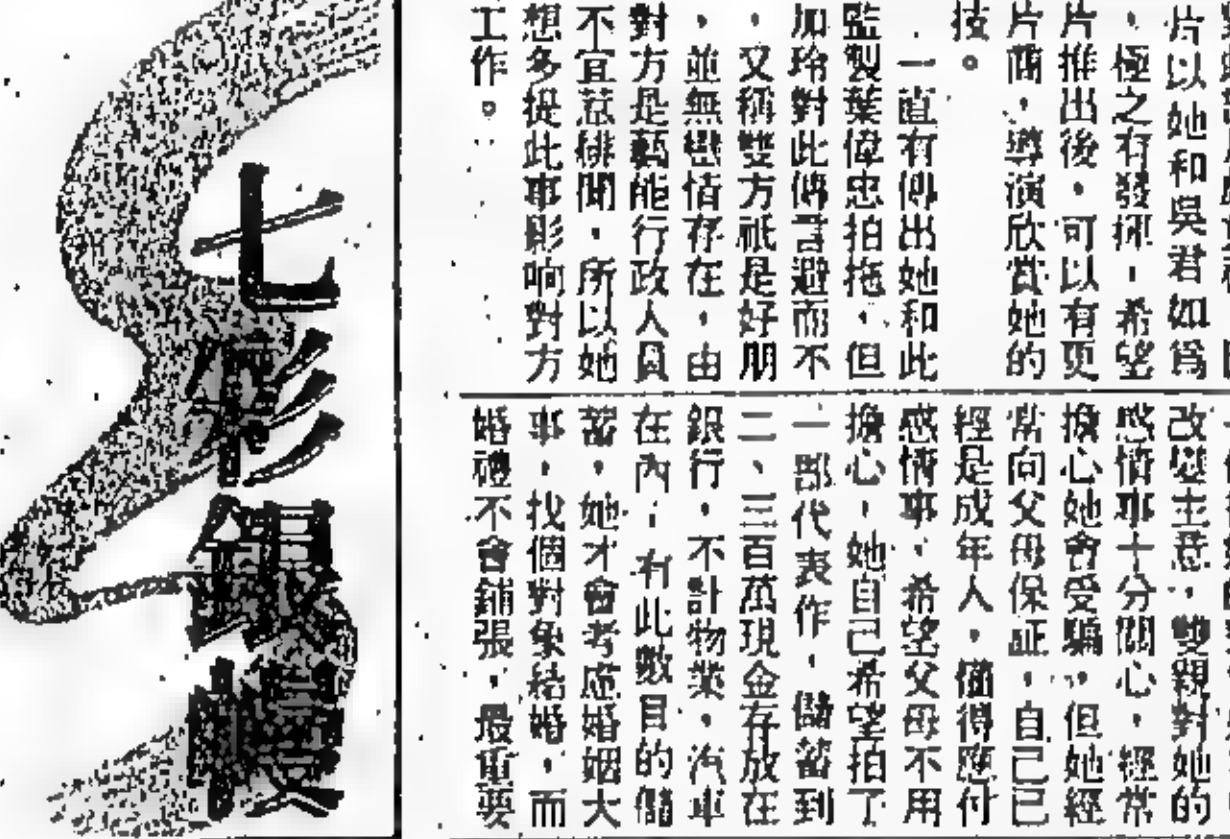 片以她和吳君如爲
，極之有發揮，希望
片推出後，可以有更
片商，導演欣賞她的
技。
一直有傳出她和此
監製葉偉忠拍拖，但
加玲對此傳言避而不
，又稱雙方祇是好朋
，並無戀情存在，由
對方是藝能行政人員
不宜惹緋聞，所以她
想多提此事影响對方
工作。
改變主意，雙親對她的
感情事十分關心，經常
擔心她會受騙，但她經
常向父母保証，自己已
經是成年人，懂得應付
感情事，希望父母不用
擔心，她自己希望拍了
一部代表作，儲蓄到
二、三百萬現金存放在
銀行，不計物業，汽車
在內，有此數目的儲
蓄，她才會考慮婚姻大
事，找個對象結婚，而
婚禮不會鋪張，最重要
七彩銀幔